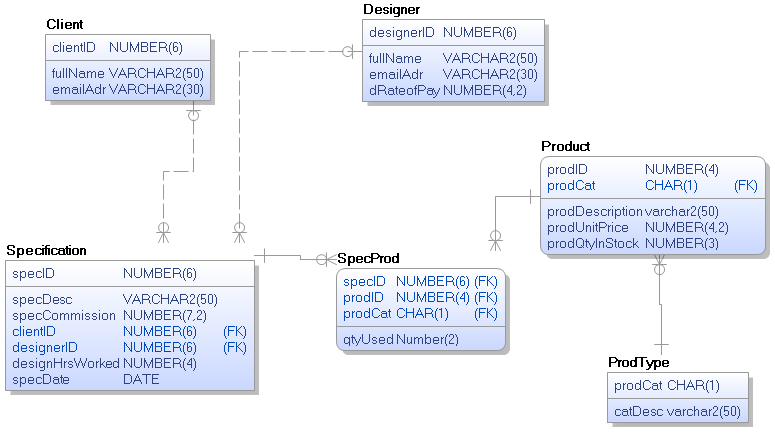 Client
clientID NUMBER(6)
fullName VARCHAR2(50)
emailAdr VARCHAR2(30)
Designer
designerID NUMBER(6)
fullName VARCHAR2(50)
emailAdr VARCHAR2(30)
dRateofPay NUMBER(4,2)
Product
prodID NUMBER(4)
prodCat CHAR(1) (FK)
prodDescription varchar2(50)
prodUnitPrice NUMBER(4,2)
prodQtyInStock NUMBER(3)
Specification
specID NUMBER(6)
specDesc VARCHAR2(50)
specCommission NUMBER(7,2)
clientID NUMBER(6) (FK)
designerID NUMBER(6) (FK)
designHrsWorked NUMBER(4)
specDate DATE
SpecProd
specID NUMBER(6) (FK)
prodID NUMBER(4) (FK)
prodCat CHAR(1) (FK)
qtyUsed Number(2)
ProdType
prodCat CHAR(1)
catDesc varchar2(50)